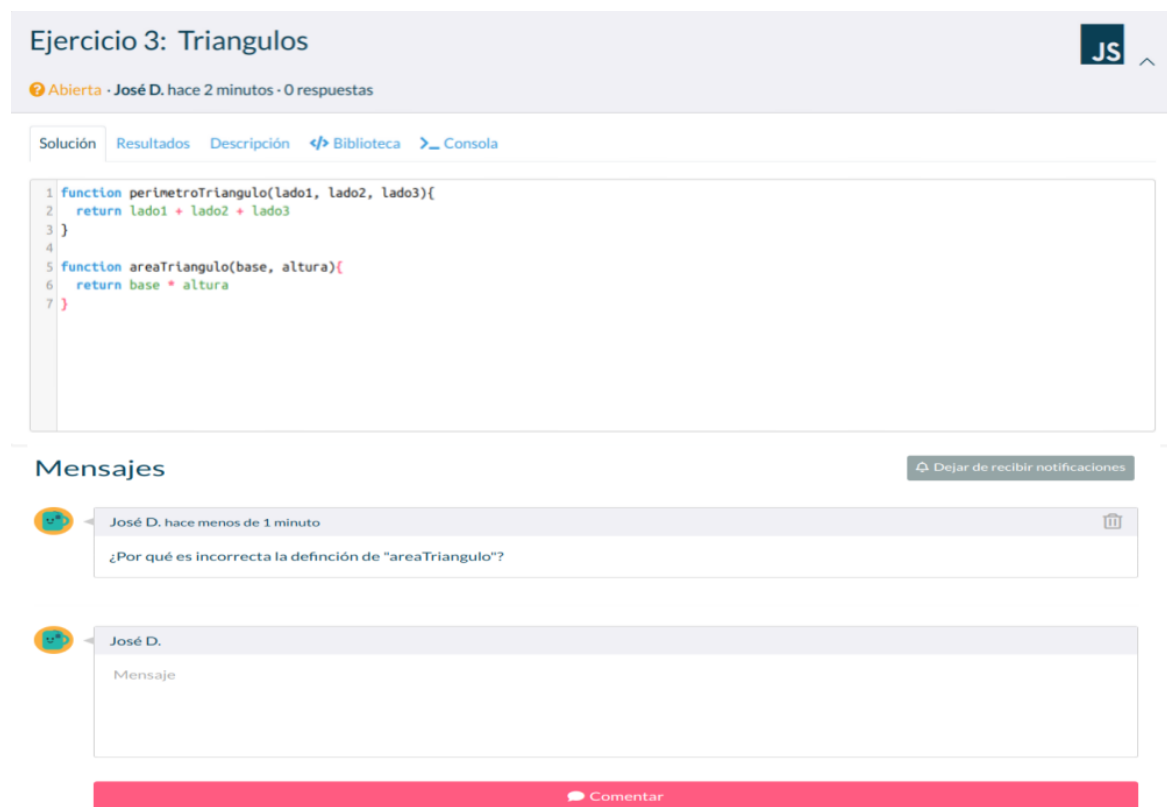 Ejercicio 3: Triangulos
JS
Abierta · José D. hace 2 minutos · 0 respuestas
Solución Resultados Descripción </> Biblioteca >_ Consola
1 function perimetroTriangulo(lado1, lado2, lado3){
2 return lado1 + lado2 + lado3
3 }
4
5 function areaTriangulo(base, altura){
6 return base * altura
7 }
Mensajes
Dejar de recibir notificaciones
José D. hace menos de 1 minuto
¿Por qué es incorrecta la definción de "areaTriangulo"?
José D.
Mensaje
Comentar